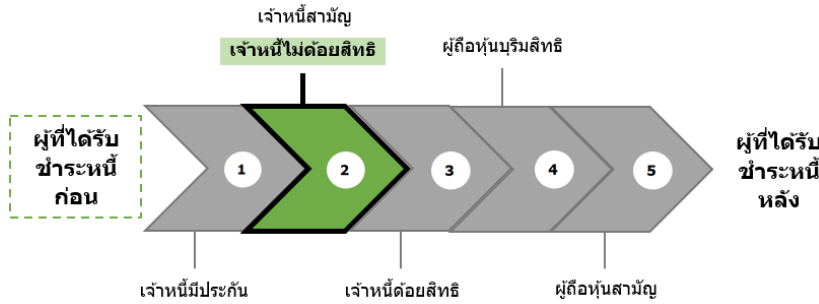 เจ้าหนี้สามัญ
เจ้าหนี้ไม่ด้อยสิทธิ
ผู้ถือหุ้นบุริมสิทธิ
ผู้ที่ได้รับ
ชำระหนี้
ก่อน
1
2
3
4
5
ผู้ที่ได้รับ
ชำระหนี้
หลัง
เจ้าหนี้มีประกัน
เจ้าหนี้ด้อยสิทธิ
ผู้ถือหุ้นสามัญ